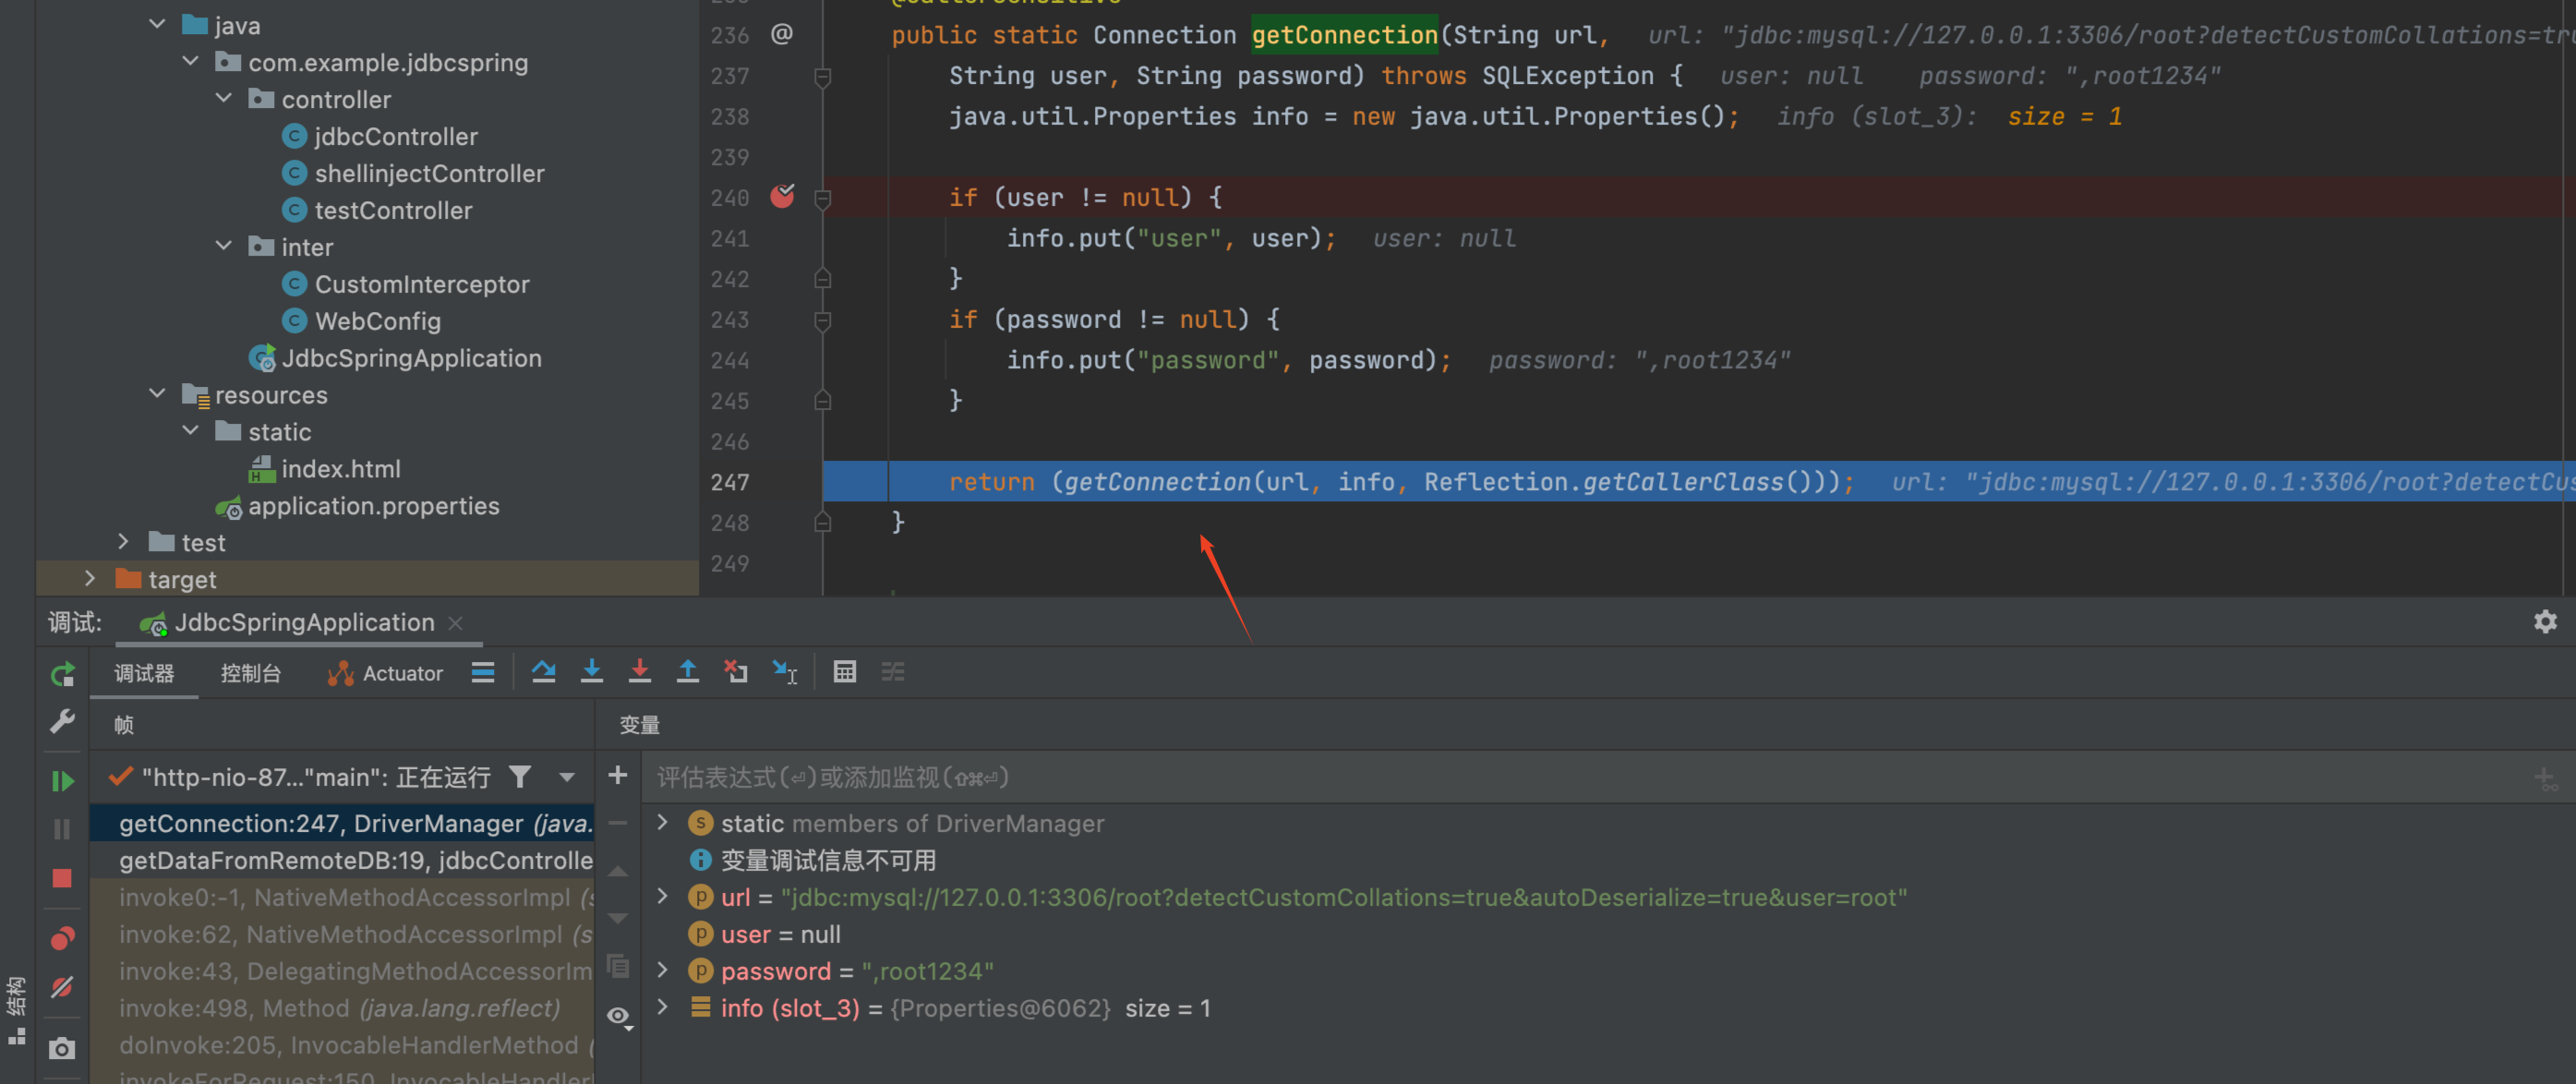 java
com.example.jdbcspring
controller
jdbcController
shellinjectController
testController
inter
CustomInterceptor
WebConfig
JdbcSpringApplication
resources
static
index.html
application.properties
test
target
236 @ public static Connection getConnection(String url, url: "jdbc:mysql://127.0.0.1:3306/root?detectCustomCollations=tru
237 String user, String password) throws SQLException { user: null password: ",root1234"
238 java.util.Properties info = new java.util.Properties(); info (slot_3): size = 1
239
240 if (user != null) {
241 info.put("user", user); user: null
242 }
243 if (password != null) {
244 info.put("password", password); password: ",root1234"
245 }
246
247 return (getConnection(url, info, Reflection.getCallerClass())); url: "jdbc:mysql://127.0.0.1:3306/root?detectCus
248 }
249
调试: JdbcSpringApplication
调试器 控制台 Actuator
帧 变量
"http-nio-87..."main": 正在运行
评估表达式(⏎)或添加监视(⇧⌘⏎)
getConnection:247, DriverManager (java.
getDataFromRemoteDB:19, jdbcControlle
invoke0:-1, NativeMethodAccessorImpl (s
invoke:62, NativeMethodAccessorImpl (s
invoke:43, DelegatingMethodAccessorIm
invoke:498, Method (java.lang.reflect)
doInvoke:205, InvocableHandlerMethod (
invokeForRequest:150, InvocableHandler
static members of DriverManager
变量调试信息不可用
url = "jdbc:mysql://127.0.0.1:3306/root?detectCustomCollations=true&autoDeserialize=true&user=root"
user = null
password = ",root1234"
info (slot_3) = {Properties@6062} size = 1
结构